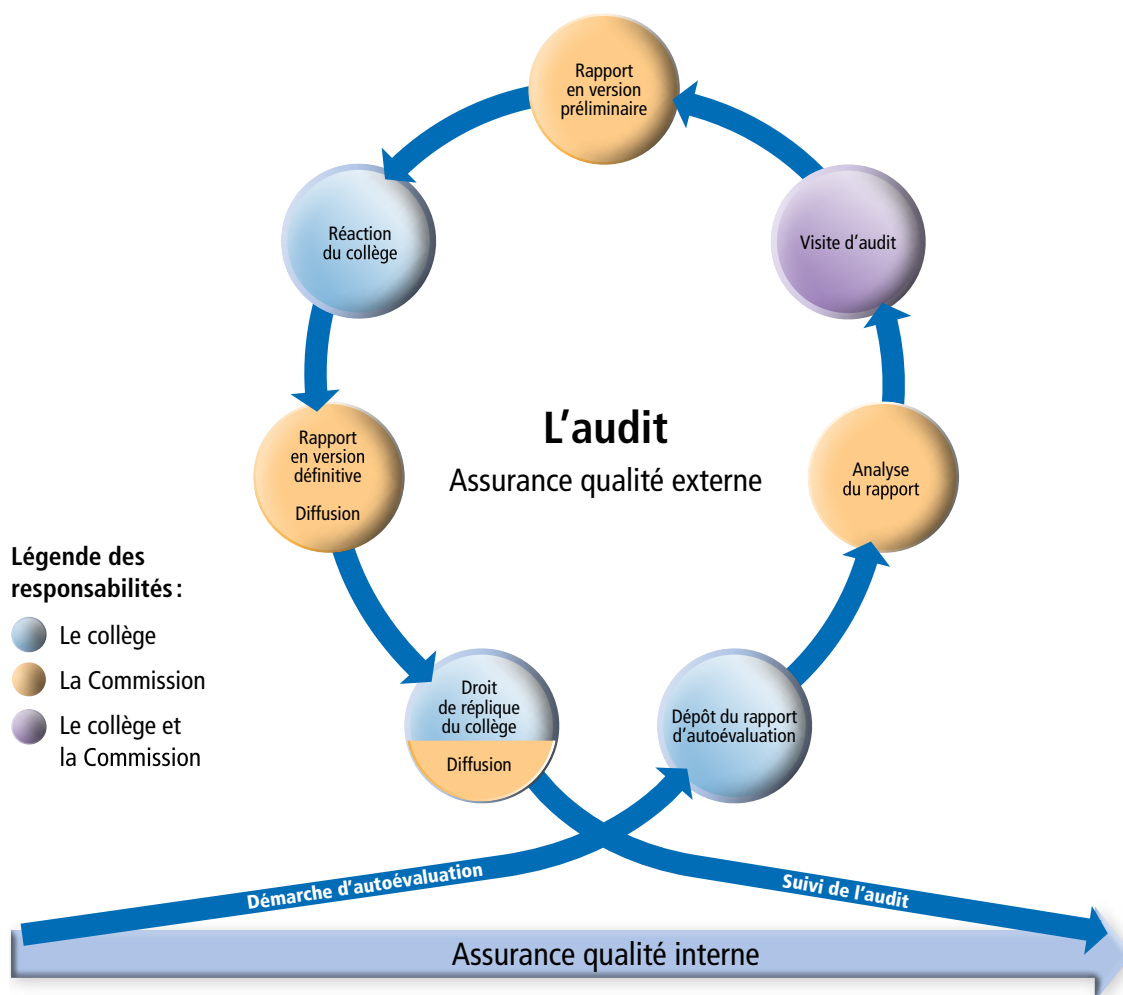 Rapport
en version
préliminaire
Réaction
du collège
Visite d'audit
L'audit
Assurance qualité externe
Rapport
en version
définitive
Diffusion
Analyse
du rapport
Légende des
responsabilités :
Le collège
La Commission
Le collège et
la Commission
Droit
de réplique
du collège
Diffusion
Dépôt du rapport
d'autoévaluation
Démarche d'autoévaluation
Suivi de l'audit
Assurance qualité interne